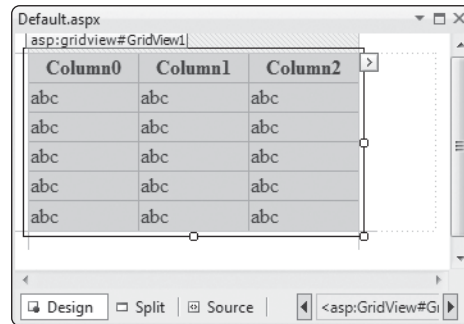 Default.aspx
asp:gridview#GridView1
Column0 Column1 Column2
abc abc abc
abc abc abc
abc abc abc
abc abc abc
abc abc abc
Design Split Source <asp:GridView#Gi